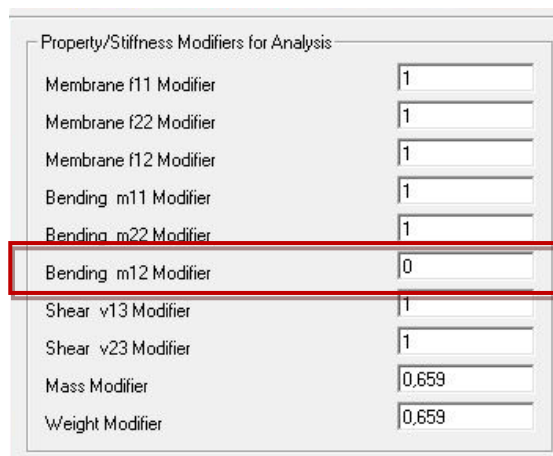 Property/Stiffness Modifiers for Analysis
Membrane f11 Modifier 1
Membrane f22 Modifier 1
Membrane f12 Modifier 1
Bending m11 Modifier 1
Bending m22 Modifier 1
Bending m12 Modifier 0
Shear v13 Modifier 1
Shear v23 Modifier 1
Mass Modifier 0,659
Weight Modifier 0,659